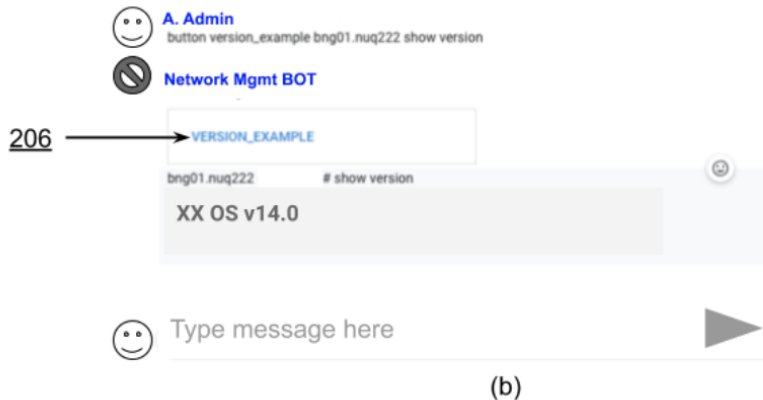 A. Admin
button version_example bng01.nuq222 show version
Network Mgmt BOT
206
VERSION_EXAMPLE
bng01.nuq222 # show version
XX OS v14.0
Type message here
(b)